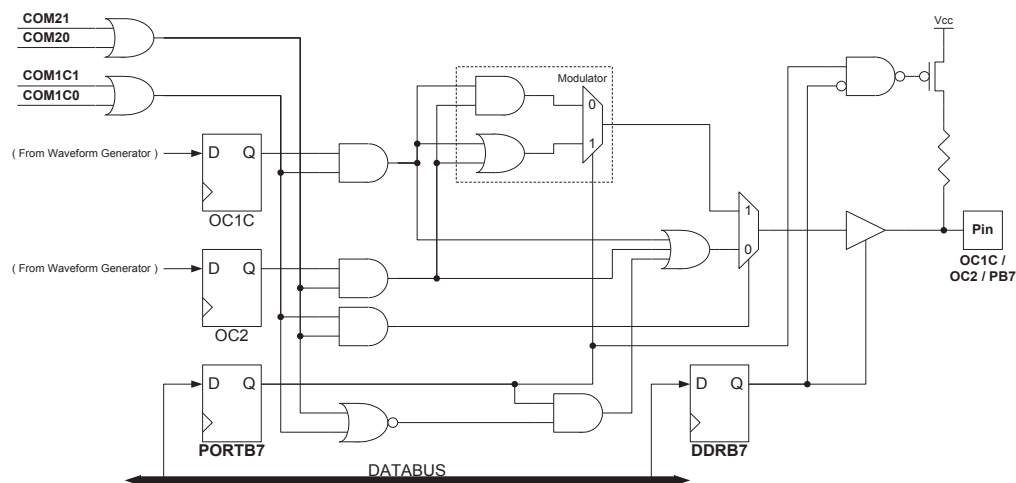 COM21
COM20
Vcc
COM1C1
COM1C0
Modulator
0
1
( From Waveform Generator )
D Q
OC1C
1
0
Pin
OC1C /
OC2 / PB7
( From Waveform Generator )
D Q
OC2
D Q
PORTB7
D Q
DDRB7
DATABUS